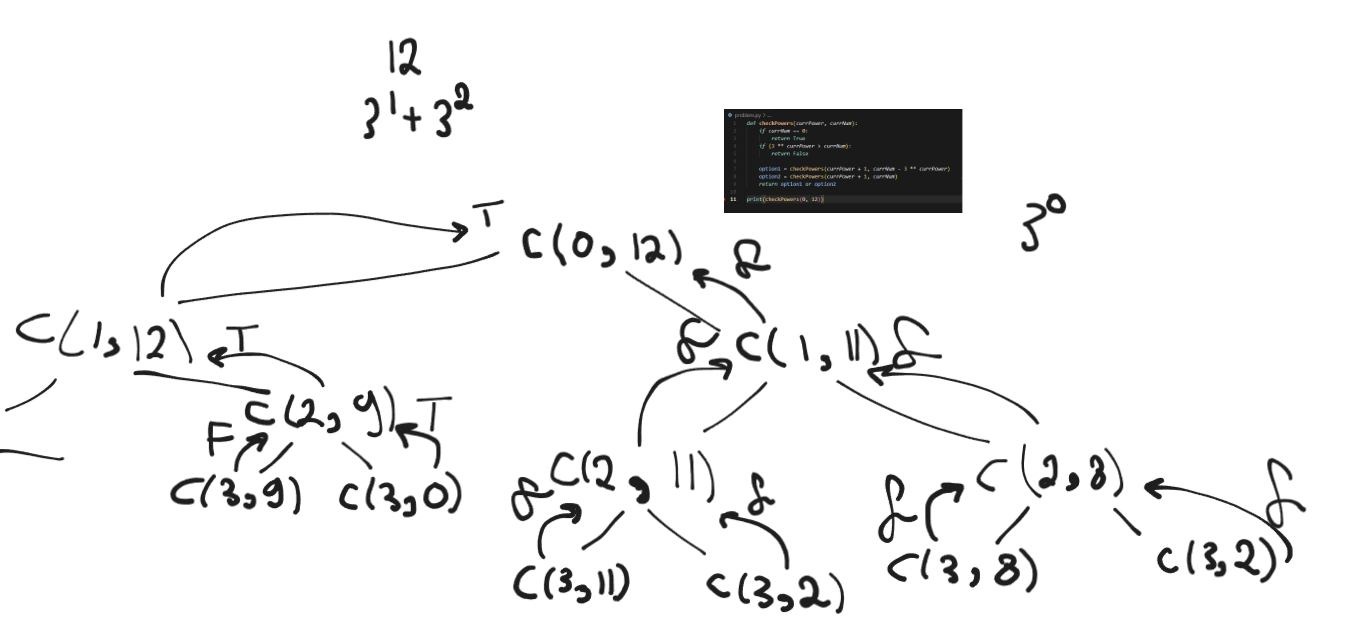 12
3^1 + 3^2
problem.py > ...
1 def checkPowers(currPower, currNum):
2 if currNum == 0:
3 return True
4 if (3 ** currPower > currNum):
5 return False
6
7 option1 = checkPowers(currPower + 1, currNum - 3 ** currPower)
8 option2 = checkPowers(currPower + 1, currNum)
9 return option1 or option2
10
11 print(checkPowers(0, 12))
3^0
T C(0, 12) f
C(1, 12) T f C(1, 11) f
C(2, 9) T
F
C(3, 9) C(3, 0)
C(2, 11) C(2, 8)
f f f f
C(3, 11) C(3, 2) C(3, 8) C(3, 2)